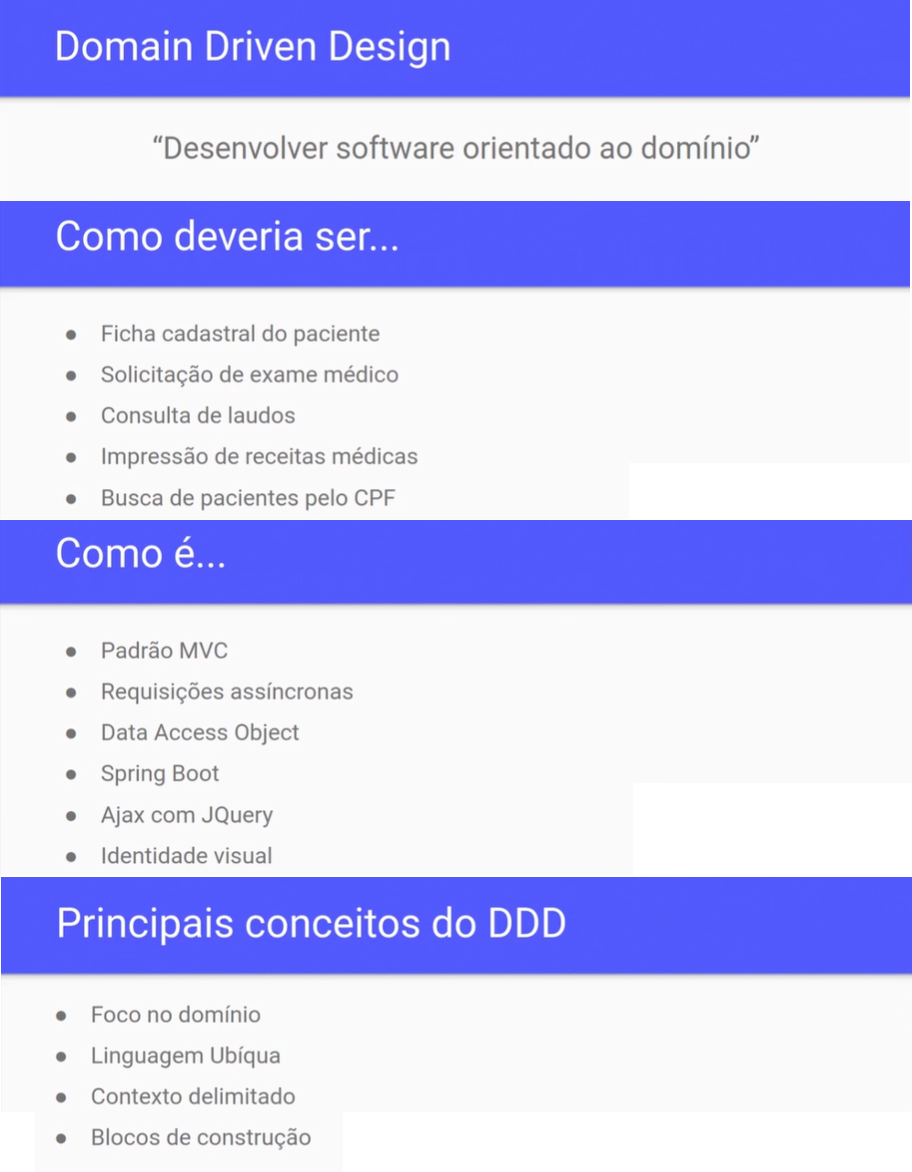 Domain Driven Design
“Desenvolver software orientado ao domínio”
Como deveria ser...
● Ficha cadastral do paciente
● Solicitação de exame médico
● Consulta de laudos
● Impressão de receitas médicas
● Busca de pacientes pelo CPF
Como é...
● Padrão MVC
● Requisições assíncronas
● Data Access Object
● Spring Boot
● Ajax com JQuery
● Identidade visual
Principais conceitos do DDD
● Foco no domínio
● Linguagem Ubíqua
● Contexto delimitado
● Blocos de construção